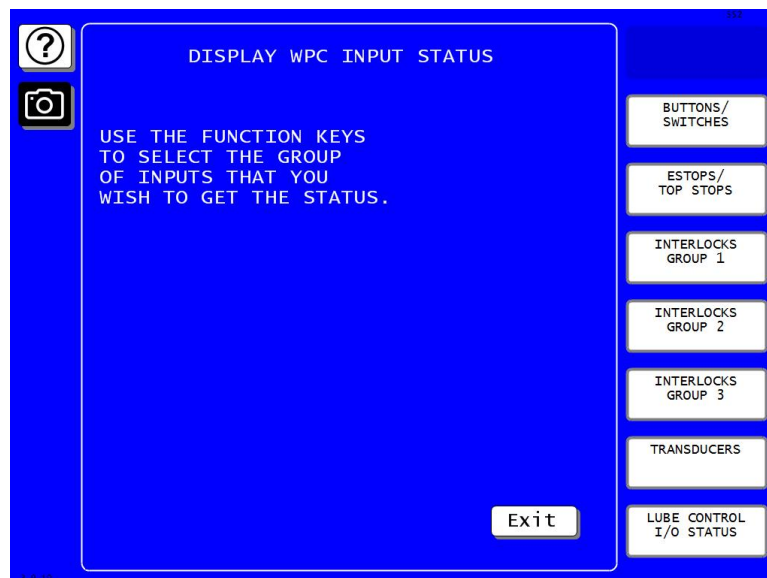 ?
DISPLAY WPC INPUT STATUS
USE THE FUNCTION KEYS
TO SELECT THE GROUP
OF INPUTS THAT YOU
WISH TO GET THE STATUS.
Exit
BUTTONS/
SWITCHES
ESTOPS/
TOP STOPS
INTERLOCKS
GROUP 1
INTERLOCKS
GROUP 2
INTERLOCKS
GROUP 3
TRANSDUCERS
LUBE CONTROL
I/O STATUS